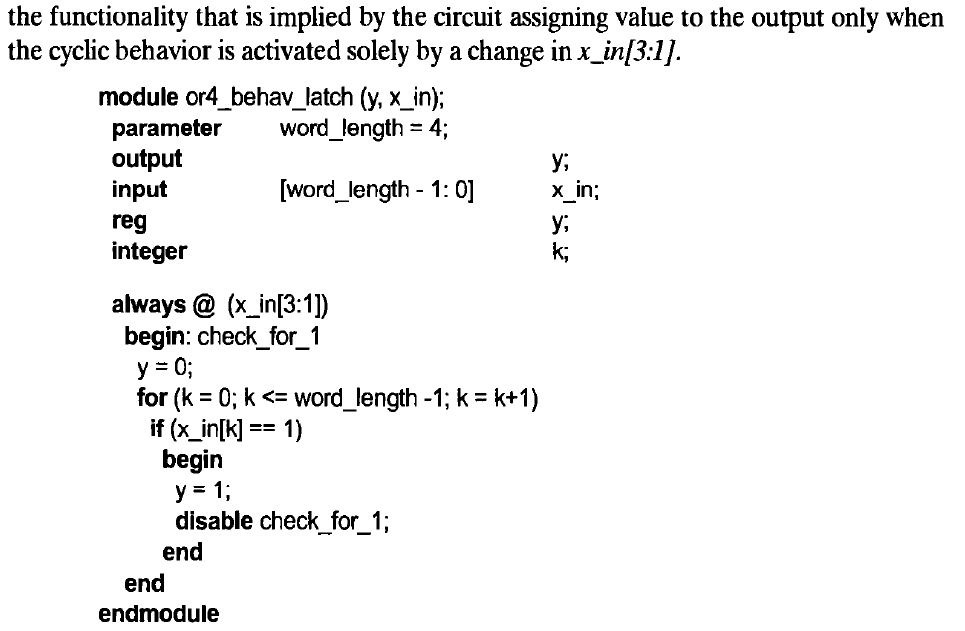 the functionality that is implied by the circuit assigning value to the output only when
the cyclic behavior is activated solely by a change in x_in[3:1].
module or4_behav_latch (y, x_in);
parameter word_length = 4;
output y;
input [word_length - 1: 0] x_in;
reg y;
integer k;
always @ (x_in[3:1])
begin: check_for_1
y = 0;
for (k = 0; k <= word_length -1; k = k+1)
if (x_in[k] == 1)
begin
y = 1;
disable check_for_1;
end
end
endmodule